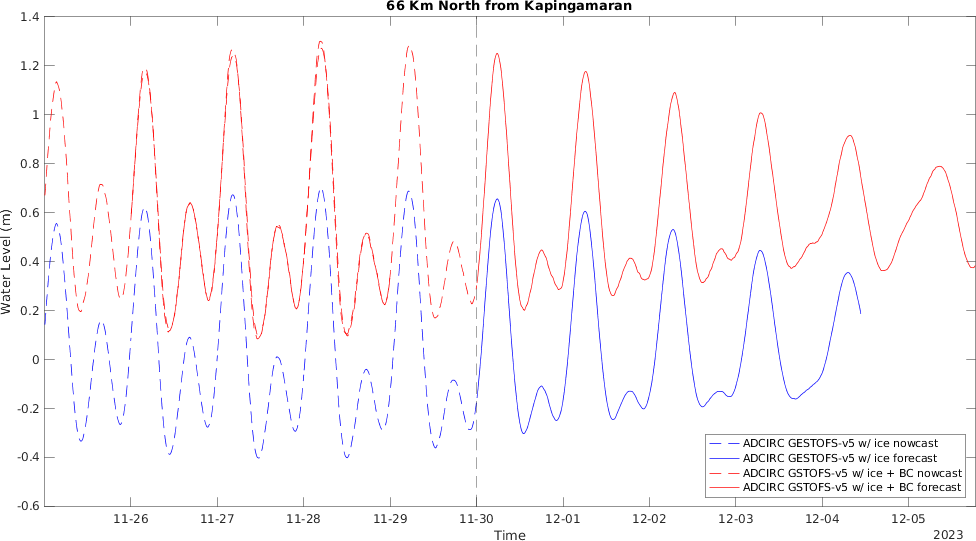 66 Km North from Kapingamaran
1.4
1.2
1
0.8
0.6
0.4
0.2
0
-0.2
-0.4
-0.6
Water Level (m)
ADCIRC GESTOFS-v5 w/ ice nowcast
ADCIRC GESTOFS-v5 w/ ice forecast
ADCIRC GSTOFS-v5 w/ ice + BC nowcast
ADCIRC GSTOFS-v5 w/ ice + BC forecast
11-26 11-27 11-28 11-29 11-30 12-01 12-02 12-03 12-04 12-05
Time
2023